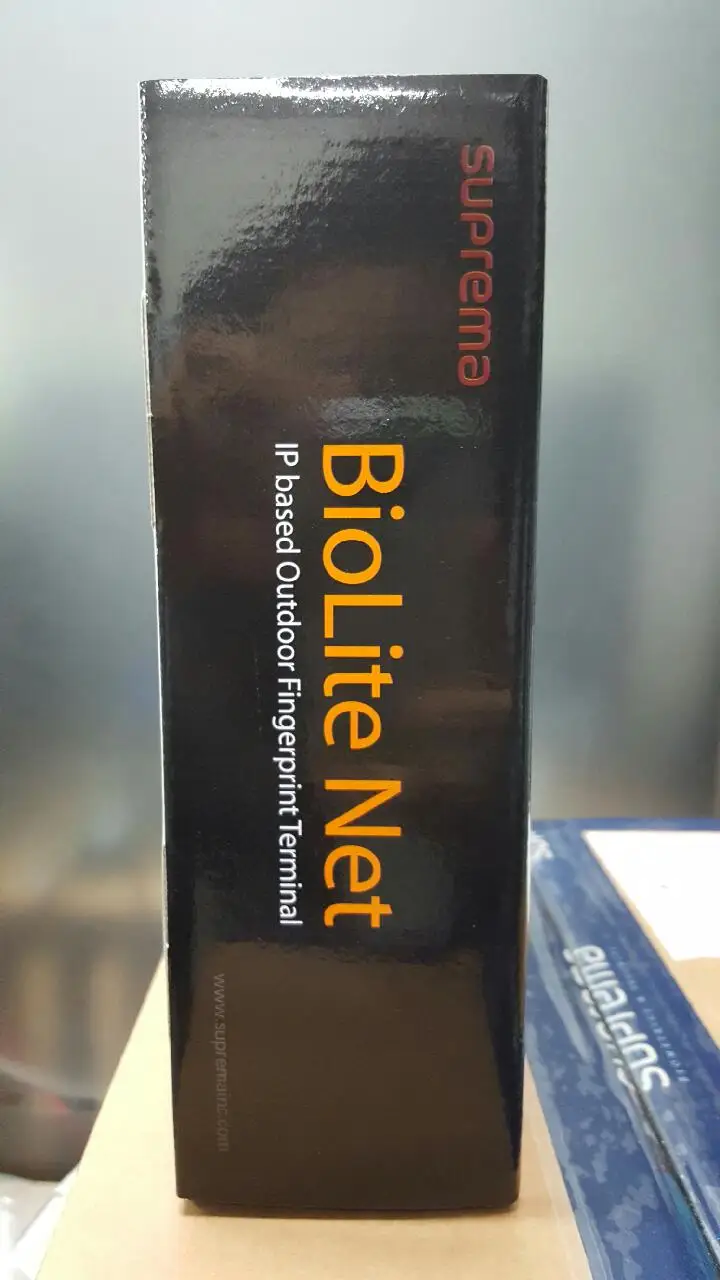 suprema
BioLite Net
IP based Outdoor Fingerprint Terminal
www.supremainc.com
suprema